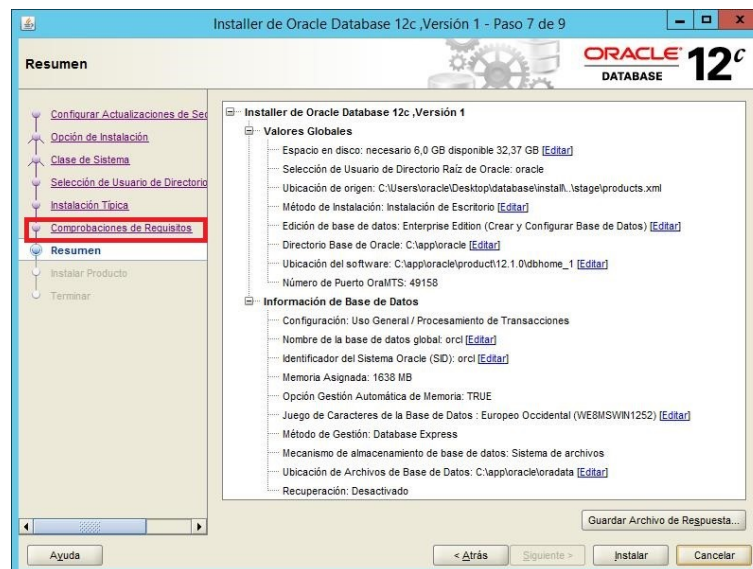 Installer de Oracle Database 12c ,Versión 1 - Paso 7 de 9
Resumen
ORACLE
DATABASE
12c
Configurar Actualizaciones de Seg
Opción de Instalación
Clase de Sistema
Selección de Usuario de Directorio
Instalación Típica
Comprobaciones de Requisitos
Resumen
Instalar Producto
Terminar
Installer de Oracle Database 12c ,Versión 1
Valores Globales
Espacio en disco: necesario 6,0 GB disponible 32,37 GB [Editar]
Selección de Usuario de Directorio Raíz de Oracle: oracle
Ubicación de origen: C:\Users\oracle\Desktop\database\install\..\stage\products.xml
Método de Instalación: Instalación de Escritorio [Editar]
Edición de base de datos: Enterprise Edition (Crear y Configurar Base de Datos) [Editar]
Directorio Base de Oracle: C:\app\oracle [Editar]
Ubicación del software: C:\app\oracle\product\12.1.0\dbhome_1 [Editar]
Número de Puerto OraMTS: 49158
Información de Base de Datos
Configuración: Uso General / Procesamiento de Transacciones
Nombre de la base de datos global: orcl [Editar]
Identificador del Sistema Oracle (SID): orcl [Editar]
Memoria Asignada: 1638 MB
Opción Gestión Automática de Memoria: TRUE
Juego de Caracteres de la Base de Datos : Europeo Occidental (WE8MSWIN1252) [Editar]
Método de Gestión: Database Express
Mecanismo de almacenamiento de base de datos: Sistema de archivos
Ubicación de Archivos de Base de Datos: C:\app\oracle\oradata [Editar]
Recuperación: Desactivado
Guardar Archivo de Respuesta...
Ayuda
< Atrás
Siguiente >
Instalar
Cancelar